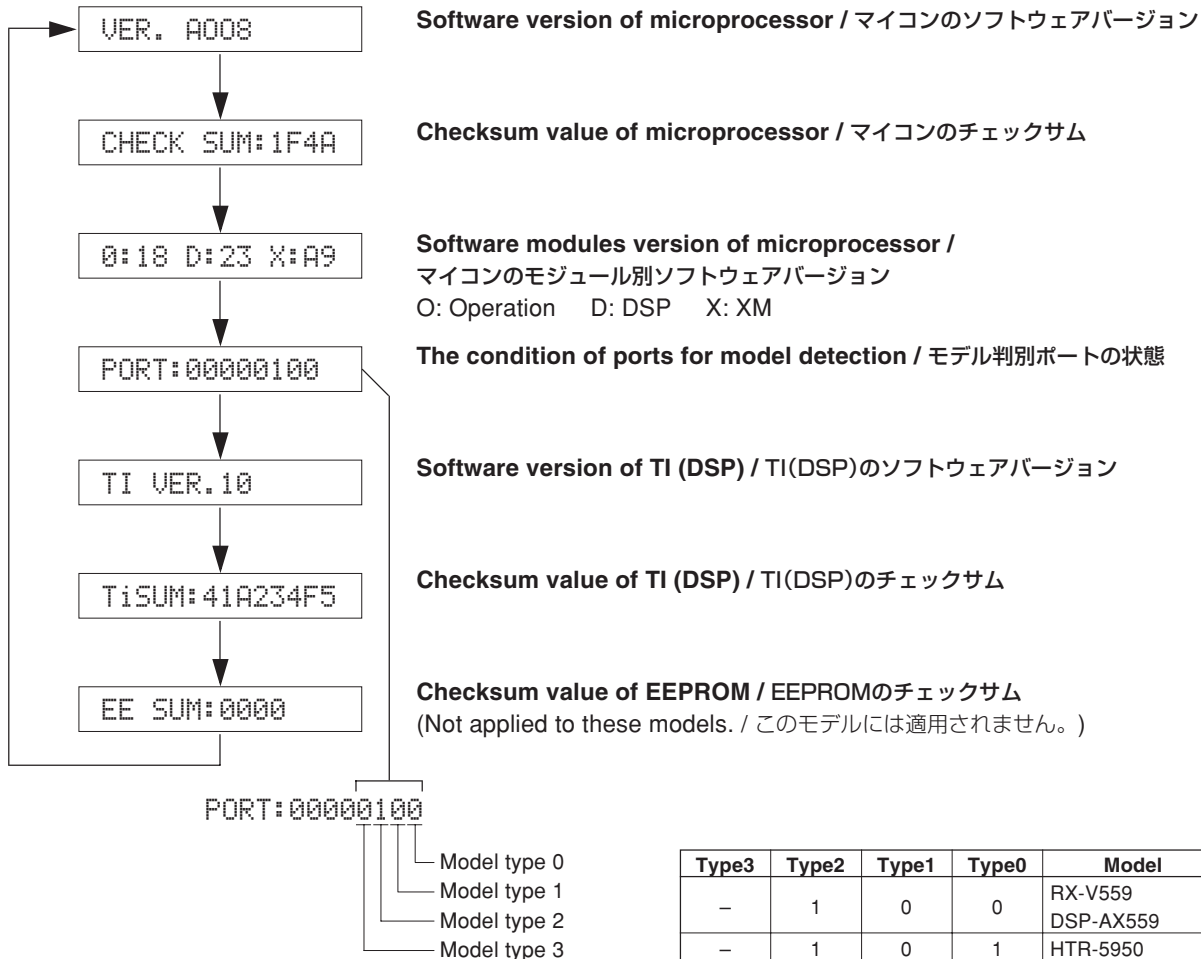 VER. A008
Software version of microprocessor / マイコンのソフトウェアバージョン
CHECK SUM:1F4A
Checksum value of microprocessor / マイコンのチェックサム
O:18 D:23 X:A9
Software modules version of microprocessor /
マイコンのモジュール別ソフトウェアバージョン
O: Operation D: DSP X: XM
PORT:00000100
The condition of ports for model detection / モデル判別ポートの状態
TI VER.10
Software version of TI (DSP) / TI(DSP)のソフトウェアバージョン
TiSUM:41A234F5
Checksum value of TI (DSP) / TI(DSP)のチェックサム
EE SUM:0000
Checksum value of EEPROM / EEPROMのチェックサム
(Not applied to these models. / このモデルには適用されません。)
PORT:00000100
Model type 0
Model type 1
Model type 2
Model type 3
Type3 Type2 Type1 Type0 Model
– 1 0 0 RX-V559
DSP-AX559
– 1 0 1 HTR-5950